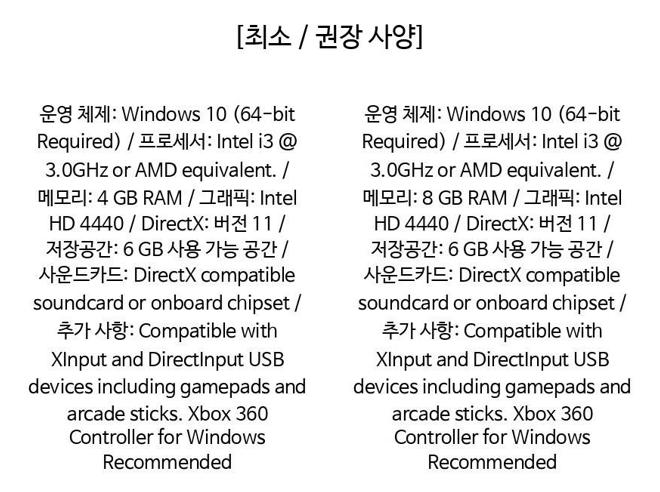 [최소 / 권장 사양]
운영 체제: Windows 10 (64-bit
Required) / 프로세서: Intel i3 @
3.0GHz or AMD equivalent. /
메모리: 4 GB RAM / 그래픽: Intel
HD 4440 / DirectX: 버전 11 /
저장공간: 6 GB 사용 가능 공간 /
사운드카드: DirectX compatible
soundcard or onboard chipset /
추가 사항: Compatible with
XInput and DirectInput USB
devices including gamepads and
arcade sticks. Xbox 360
Controller for Windows
Recommended
운영 체제: Windows 10 (64-bit
Required) / 프로세서: Intel i3 @
3.0GHz or AMD equivalent. /
메모리: 8 GB RAM / 그래픽: Intel
HD 4440 / DirectX: 버전 11 /
저장공간: 6 GB 사용 가능 공간 /
사운드카드: DirectX compatible
soundcard or onboard chipset /
추가 사항: Compatible with
XInput and DirectInput USB
devices including gamepads and
arcade sticks. Xbox 360
Controller for Windows
Recommended